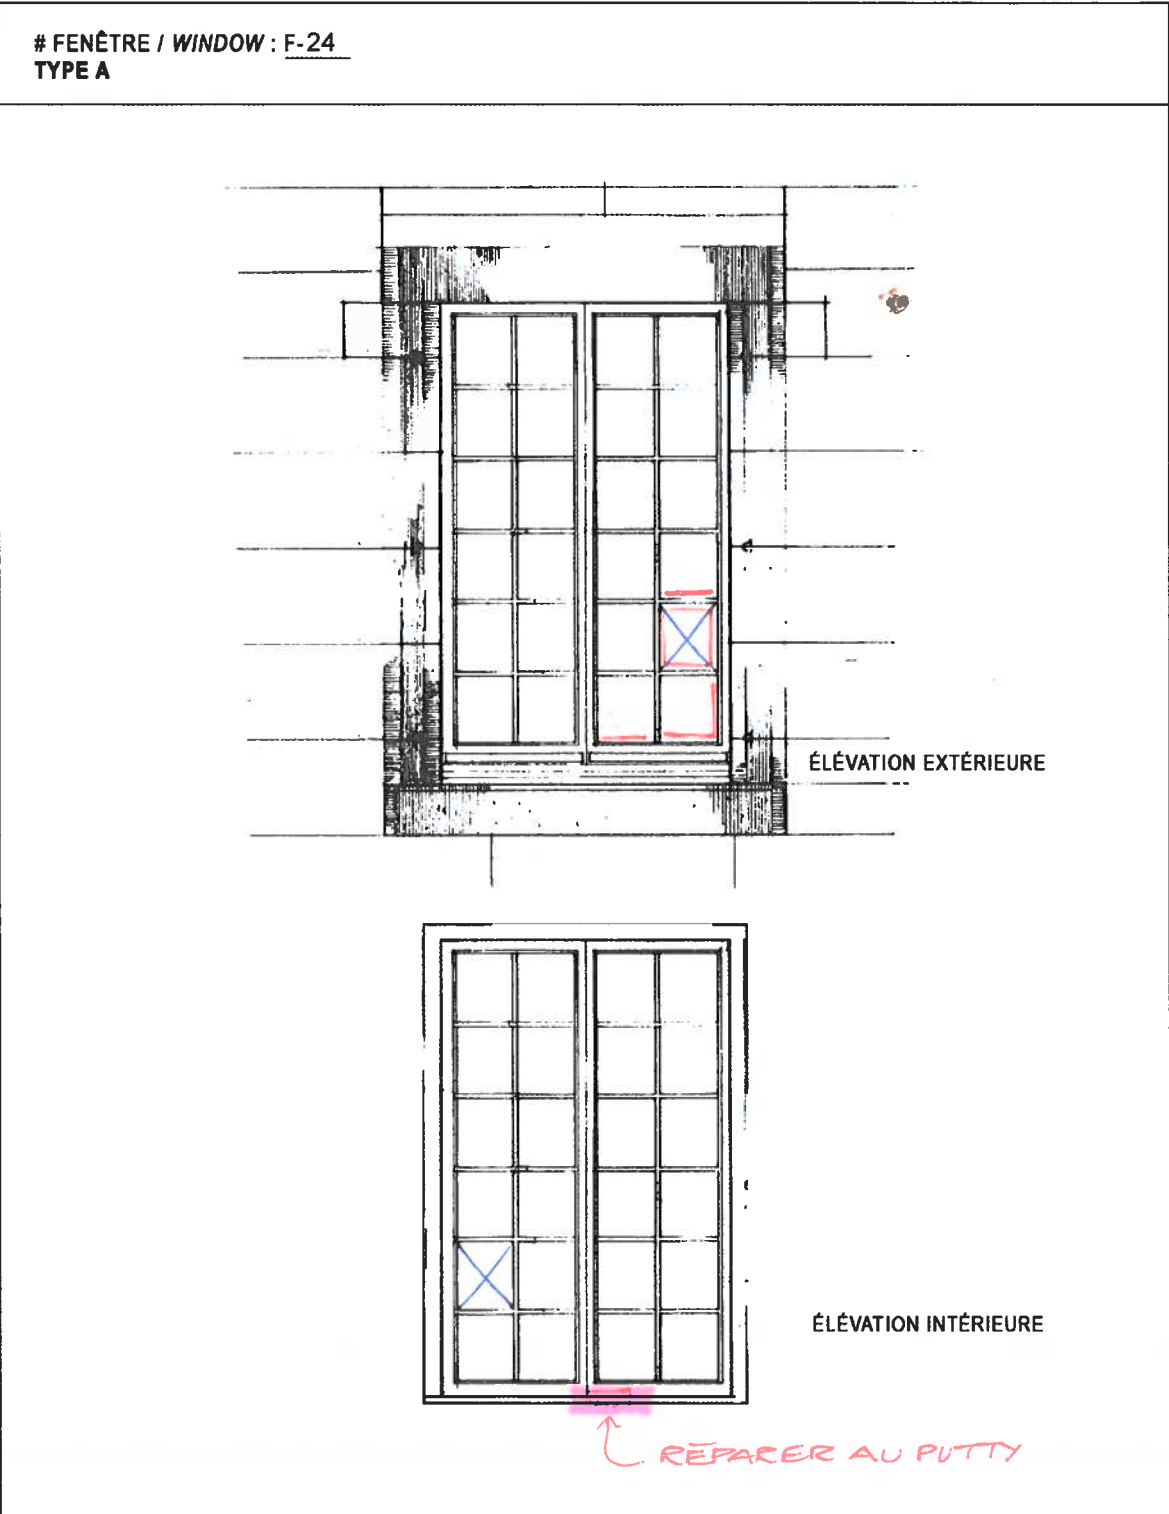 # FENÊTRE / WINDOW : F-24
TYPE A
ÉLÉVATION EXTÉRIEURE
ÉLÉVATION INTÉRIEURE
RÉPARER AU PUTTY